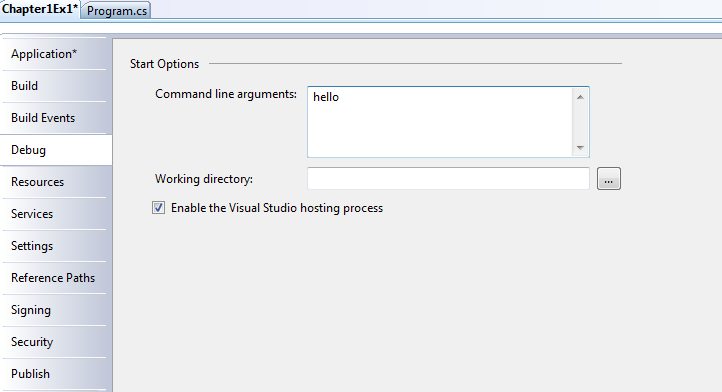 Chapter1Ex1* Program.cs
Application*
Build
Build Events
Debug
Resources
Services
Settings
Reference Paths
Signing
Security
Publish
Start Options
Command line arguments: hello
Working directory: ...
Enable the Visual Studio hosting process